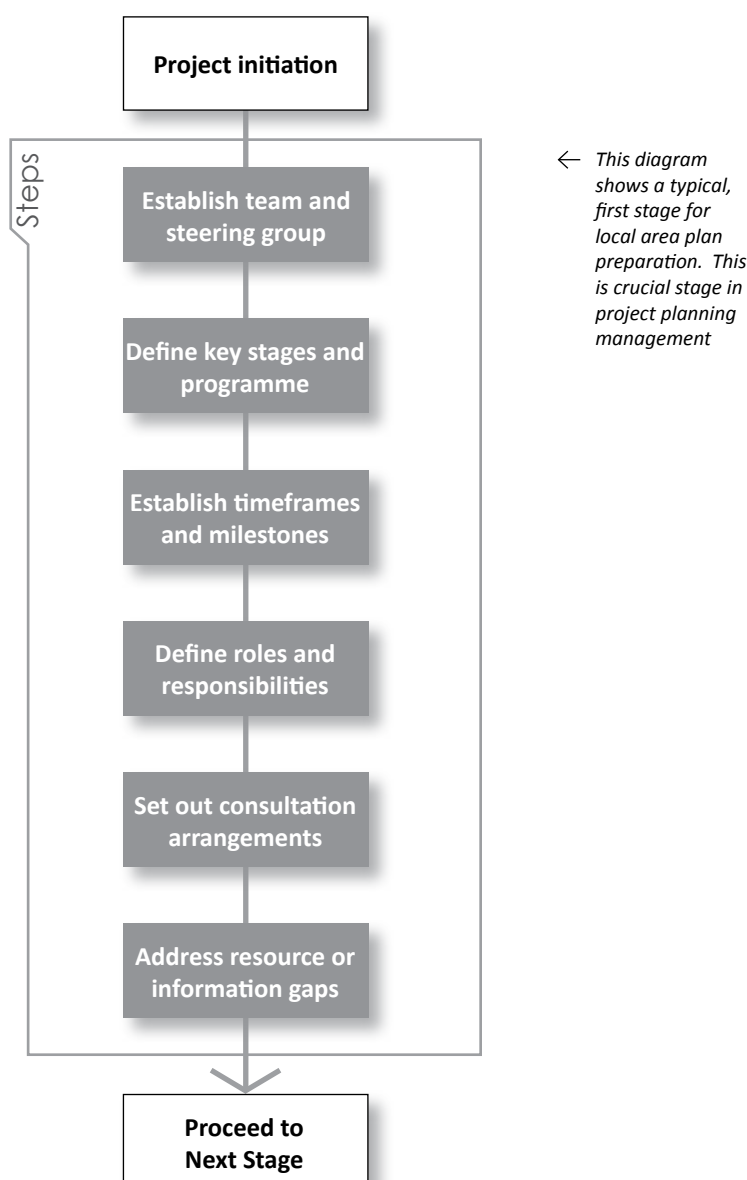 Project initiation
Steps
Establish team and
steering group
Define key stages and
programme
Establish timeframes
and milestones
Define roles and
responsibilities
Set out consultation
arrangements
Address resource or
information gaps
Proceed to
Next Stage
← This diagram
shows a typical,
first stage for
local area plan
preparation. This
is crucial stage in
project planning
management